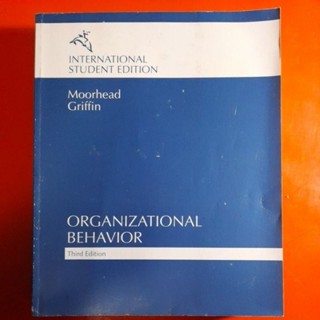 INTERNATIONAL
STUDENT EDITION
Moorhead
Griffin
ORGANIZATIONAL
BEHAVIOR
Third Edition